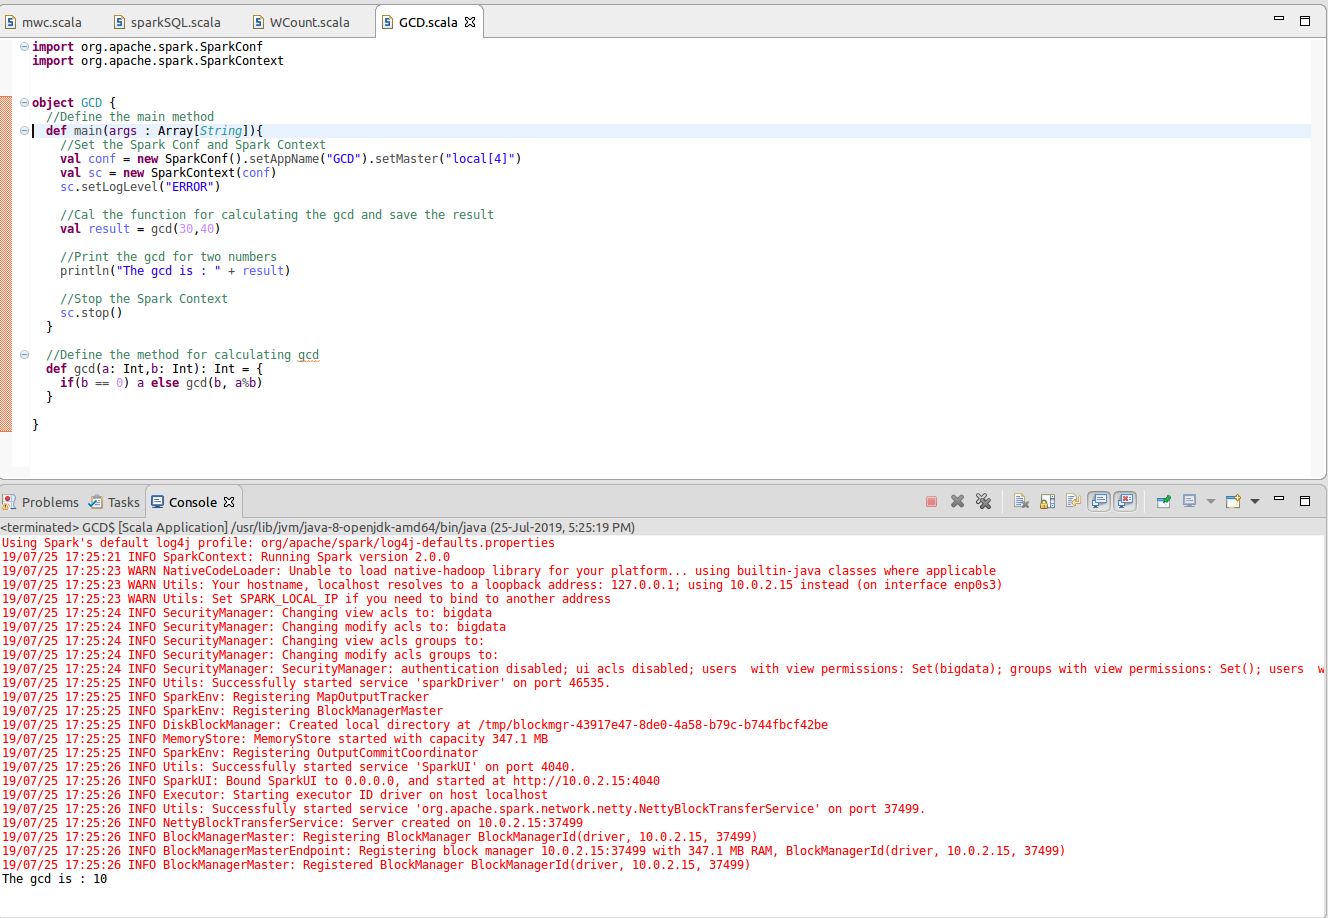 mwc.scala sparkSQL.scala WCount.scala GCD.scala
import org.apache.spark.SparkConf
import org.apache.spark.SparkContext
object GCD {
//Define the main method
def main(args : Array[String]){
//Set the Spark Conf and Spark Context
val conf = new SparkConf().setAppName("GCD").setMaster("local[4]")
val sc = new SparkContext(conf)
sc.setLogLevel("ERROR")
//Cal the function for calculating the gcd and save the result
val result = gcd(30,40)
//Print the gcd for two numbers
println("The gcd is : " + result)
//Stop the Spark Context
sc.stop()
}
//Define the method for calculating gcd
def gcd(a: Int,b: Int): Int = {
if(b == 0) a else gcd(b, a%b)
}
}
Problems Tasks Console
<terminated> GCD$ [Scala Application] /usr/lib/jvm/java-8-openjdk-amd64/bin/java (25-Jul-2019, 5:25:19 PM)
Using Spark's default log4j profile: org/apache/spark/log4j-defaults.properties
19/07/25 17:25:21 INFO SparkContext: Running Spark version 2.0.0
19/07/25 17:25:23 WARN NativeCodeLoader: Unable to load native-hadoop library for your platform... using builtin-java classes where applicable
19/07/25 17:25:23 WARN Utils: Your hostname, localhost resolves to a loopback address: 127.0.0.1; using 10.0.2.15 instead (on interface enp0s3)
19/07/25 17:25:23 WARN Utils: Set SPARK_LOCAL_IP if you need to bind to another address
19/07/25 17:25:24 INFO SecurityManager: Changing view acls to: bigdata
19/07/25 17:25:24 INFO SecurityManager: Changing modify acls to: bigdata
19/07/25 17:25:24 INFO SecurityManager: Changing view acls groups to:
19/07/25 17:25:24 INFO SecurityManager: Changing modify acls groups to:
19/07/25 17:25:24 INFO SecurityManager: SecurityManager: authentication disabled; ui acls disabled; users  with view permissions: Set(bigdata); groups with view permissions: Set(); users  w
19/07/25 17:25:25 INFO Utils: Successfully started service 'sparkDriver' on port 46535.
19/07/25 17:25:25 INFO SparkEnv: Registering MapOutputTracker
19/07/25 17:25:25 INFO SparkEnv: Registering BlockManagerMaster
19/07/25 17:25:25 INFO DiskBlockManager: Created local directory at /tmp/blockmgr-43917e47-8de0-4a58-b79c-b744fbcf42be
19/07/25 17:25:25 INFO MemoryStore: MemoryStore started with capacity 347.1 MB
19/07/25 17:25:25 INFO SparkEnv: Registering OutputCommitCoordinator
19/07/25 17:25:26 INFO Utils: Successfully started service 'SparkUI' on port 4040.
19/07/25 17:25:26 INFO SparkUI: Bound SparkUI to 0.0.0.0, and started at http://10.0.2.15:4040
19/07/25 17:25:26 INFO Executor: Starting executor ID driver on host localhost
19/07/25 17:25:26 INFO Utils: Successfully started service 'org.apache.spark.network.netty.NettyBlockTransferService' on port 37499.
19/07/25 17:25:26 INFO NettyBlockTransferService: Server created on 10.0.2.15:37499
19/07/25 17:25:26 INFO BlockManagerMaster: Registering BlockManager BlockManagerId(driver, 10.0.2.15, 37499)
19/07/25 17:25:26 INFO BlockManagerMasterEndpoint: Registering block manager 10.0.2.15:37499 with 347.1 MB RAM, BlockManagerId(driver, 10.0.2.15, 37499)
19/07/25 17:25:26 INFO BlockManagerMaster: Registered BlockManager BlockManagerId(driver, 10.0.2.15, 37499)
The gcd is : 10